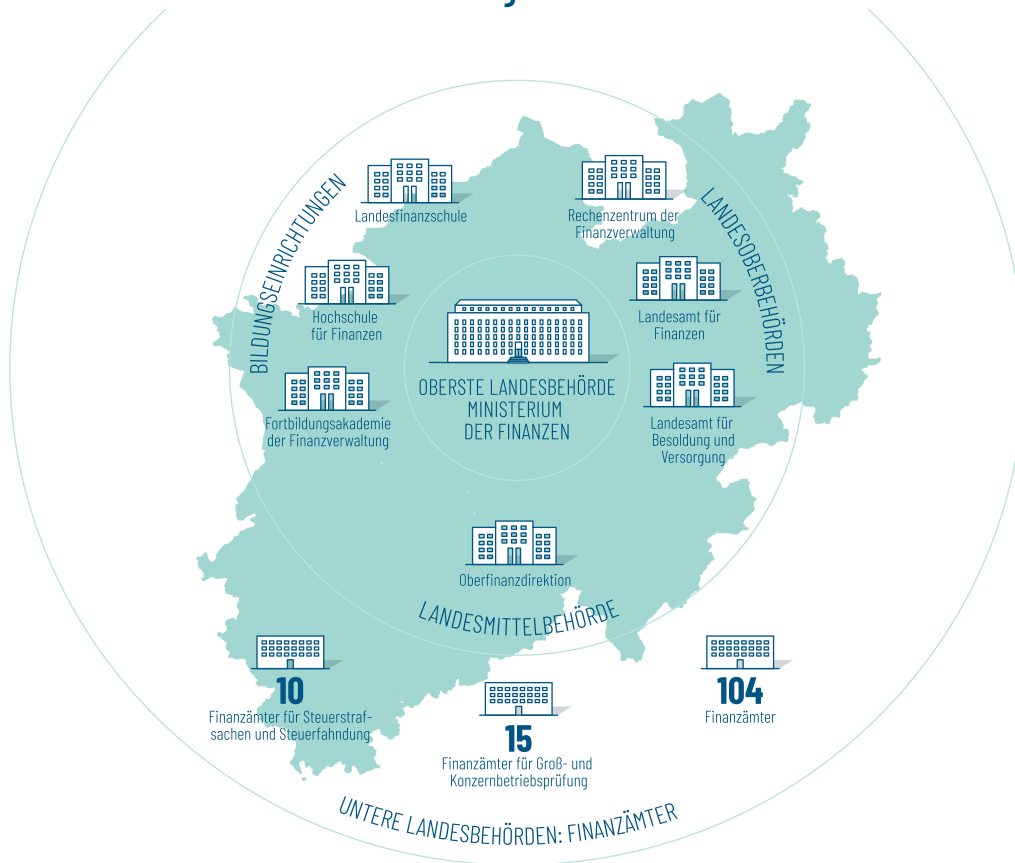 BILDUNGSEINRICHTUNGEN
Landesfinanzschule
Hochschule
für Finanzen
Fortbildungsakademie
der Finanzverwaltung
LANDESOBERBEHÖRDEN
Rechenzentrum der
Finanzverwaltung
Landesamt für
Finanzen
Landesamt für
Besoldung und
Versorgung
OBERSTE LANDESBEHÖRDE
MINISTERIUM
DER FINANZEN
Oberfinanzdirektion
LANDESMITTELBEHÖRDE
10
Finanzämter für Steuerstraf-
sachen und Steuerfahndung
15
Finanzämter für Groß- und
Konzernbetriebsprüfung
104
Finanzämter
UNTERE LANDESBEHÖRDEN: FINANZÄMTER